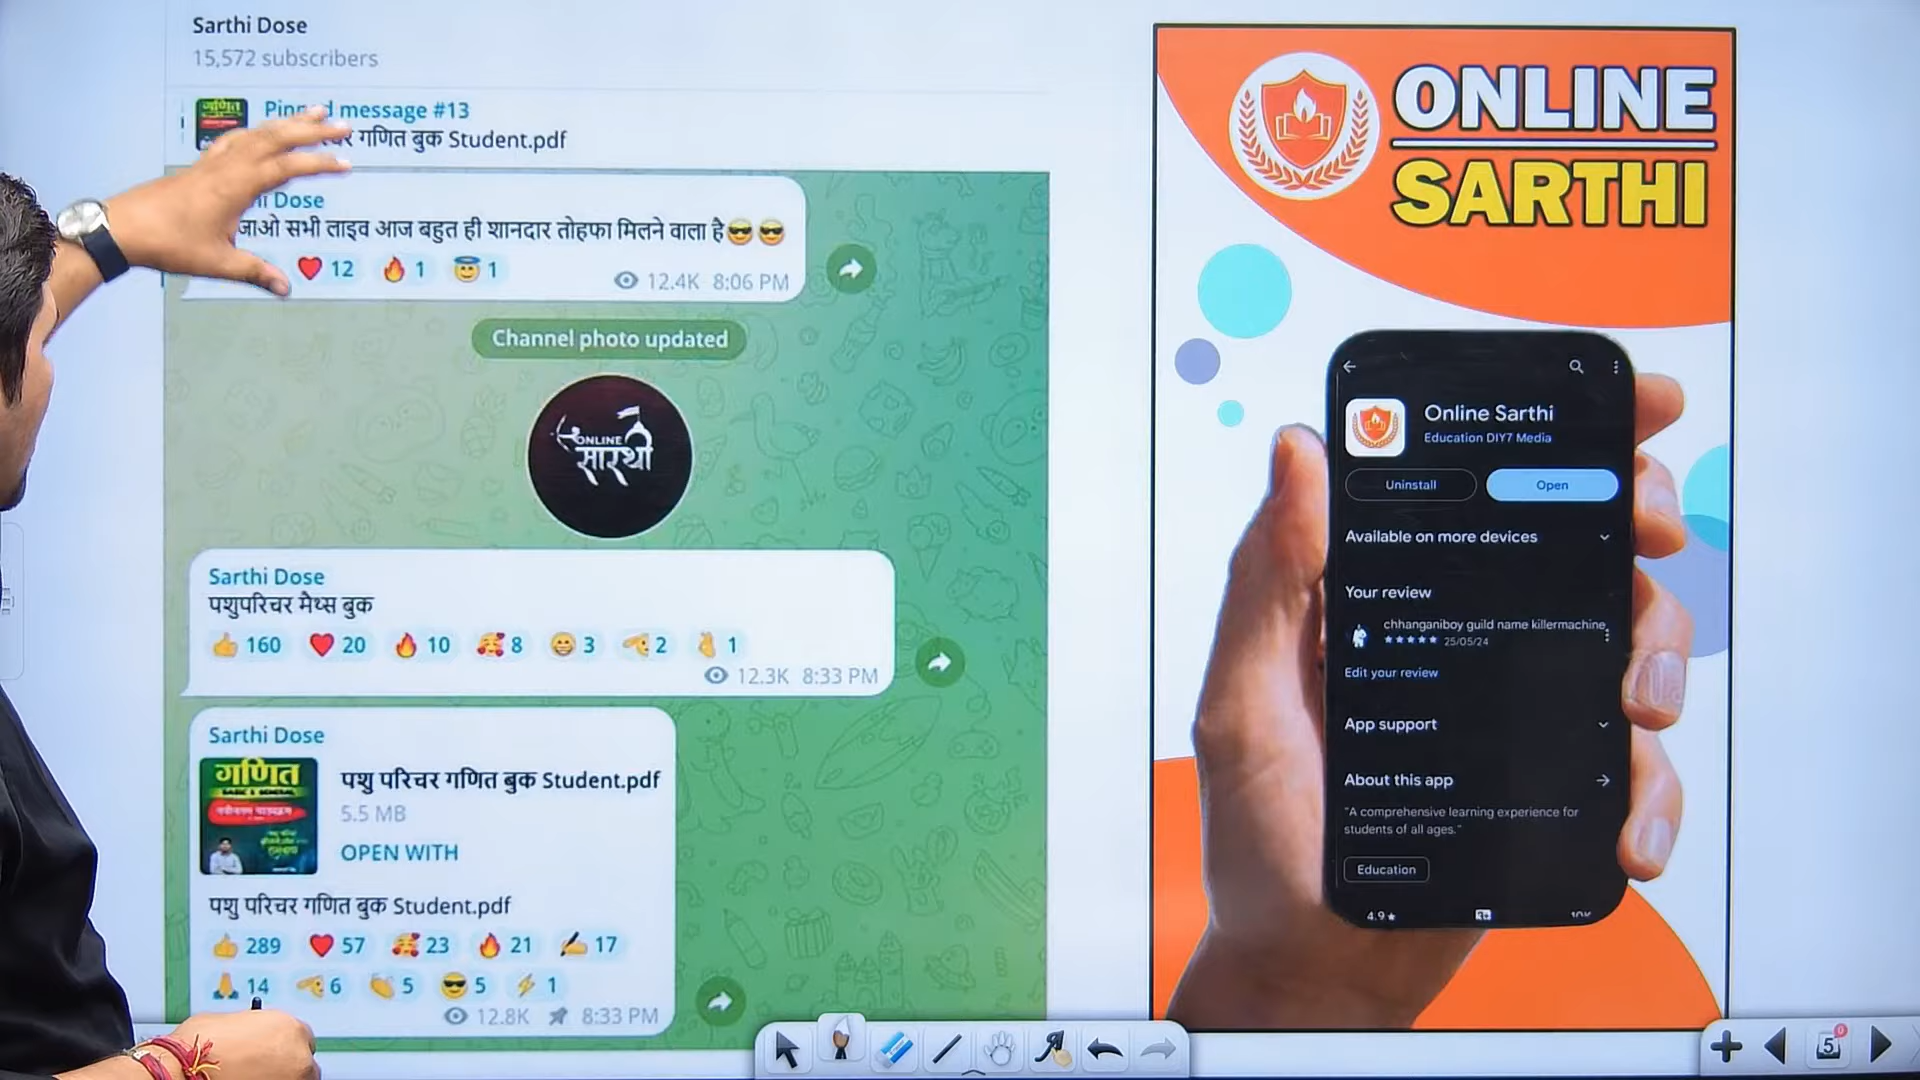 Sarthi Dose
15,572 subscribers
message #13
गणित बुक Student.pdf
Dose
जाओ सभी लाइव आज बहुत ही शानदार तोहफा मिलने वाला है😎😎
❤️ 12 🔥 1 😇 1
12.4K 8:06 PM
Channel photo updated
ONLINE
सारथी
Sarthi Dose
पशुपरिचर मैथ्स बुक
👍 160 ❤️ 20 🔥 10 🥰 8 😁 3 2 1
12.3K 8:33 PM
Sarthi Dose
गणित
पशु परिचर गणित बुक Student.pdf
5.5 MB
OPEN WITH
पशु परिचर गणित बुक Student.pdf
👍 289 ❤️ 57 🥰 23 🔥 21 ✍️ 17
🙏 14 6 👏 5 😎 5 ⚡ 1
12.8K 8:33 PM
ONLINE
SARTHI
Online Sarthi
Education DIY7 Media
Uninstall
Open
Available on more devices
Your review
chhanganiboy guild name killermachine
★★★★★ 25/05/24
Edit your review
App support
About this app
"A comprehensive learning experience for
students of all ages."
Education
4.9★
5
0